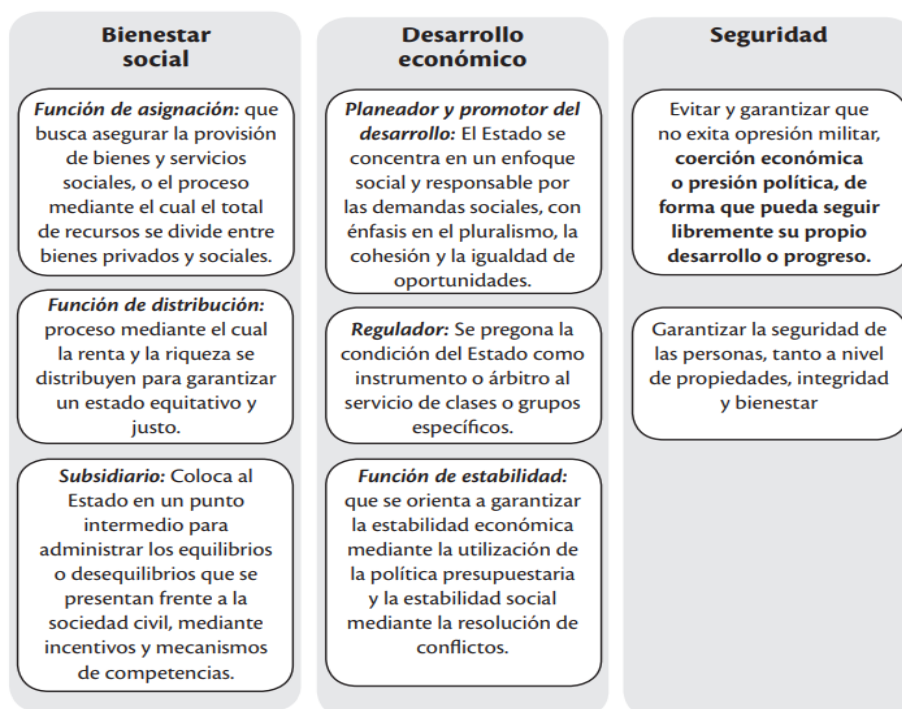 Bienestar
social
Función de asignación: que
busca asegurar la provisión
de bienes y servicios
sociales, o el proceso
mediante el cual el total
de recursos se divide entre
bienes privados y sociales.
Función de distribución:
proceso mediante el cual
la renta y la riqueza se
distribuyen para garantizar
un estado equitativo y
justo.
Subsidiario: Coloca al
Estado en un punto
intermedio para
administrar los equilibrios
o desequilibrios que se
presentan frente a la
sociedad civil, mediante
incentivos y mecanismos
de competencias.
Desarrollo
económico
Planeador y promotor del
desarrollo: El Estado se
concentra en un enfoque
social y responsable por
las demandas sociales, con
énfasis en el pluralismo, la
cohesión y la igualdad de
oportunidades.
Regulador: Se pregona la
condición del Estado como
instrumento o árbitro al
servicio de clases o grupos
específicos.
Función de estabilidad:
que se orienta a garantizar
la estabilidad económica
mediante la utilización de
la política presupuestaria
y la estabilidad social
mediante la resolución de
conflictos.
Seguridad
Evitar y garantizar que
no exita opresión militar,
coerción económica
o presión política, de
forma que pueda seguir
libremente su propio
desarrollo o progreso.
Garantizar la seguridad de
las personas, tanto a nivel
de propiedades, integridad
y bienestar